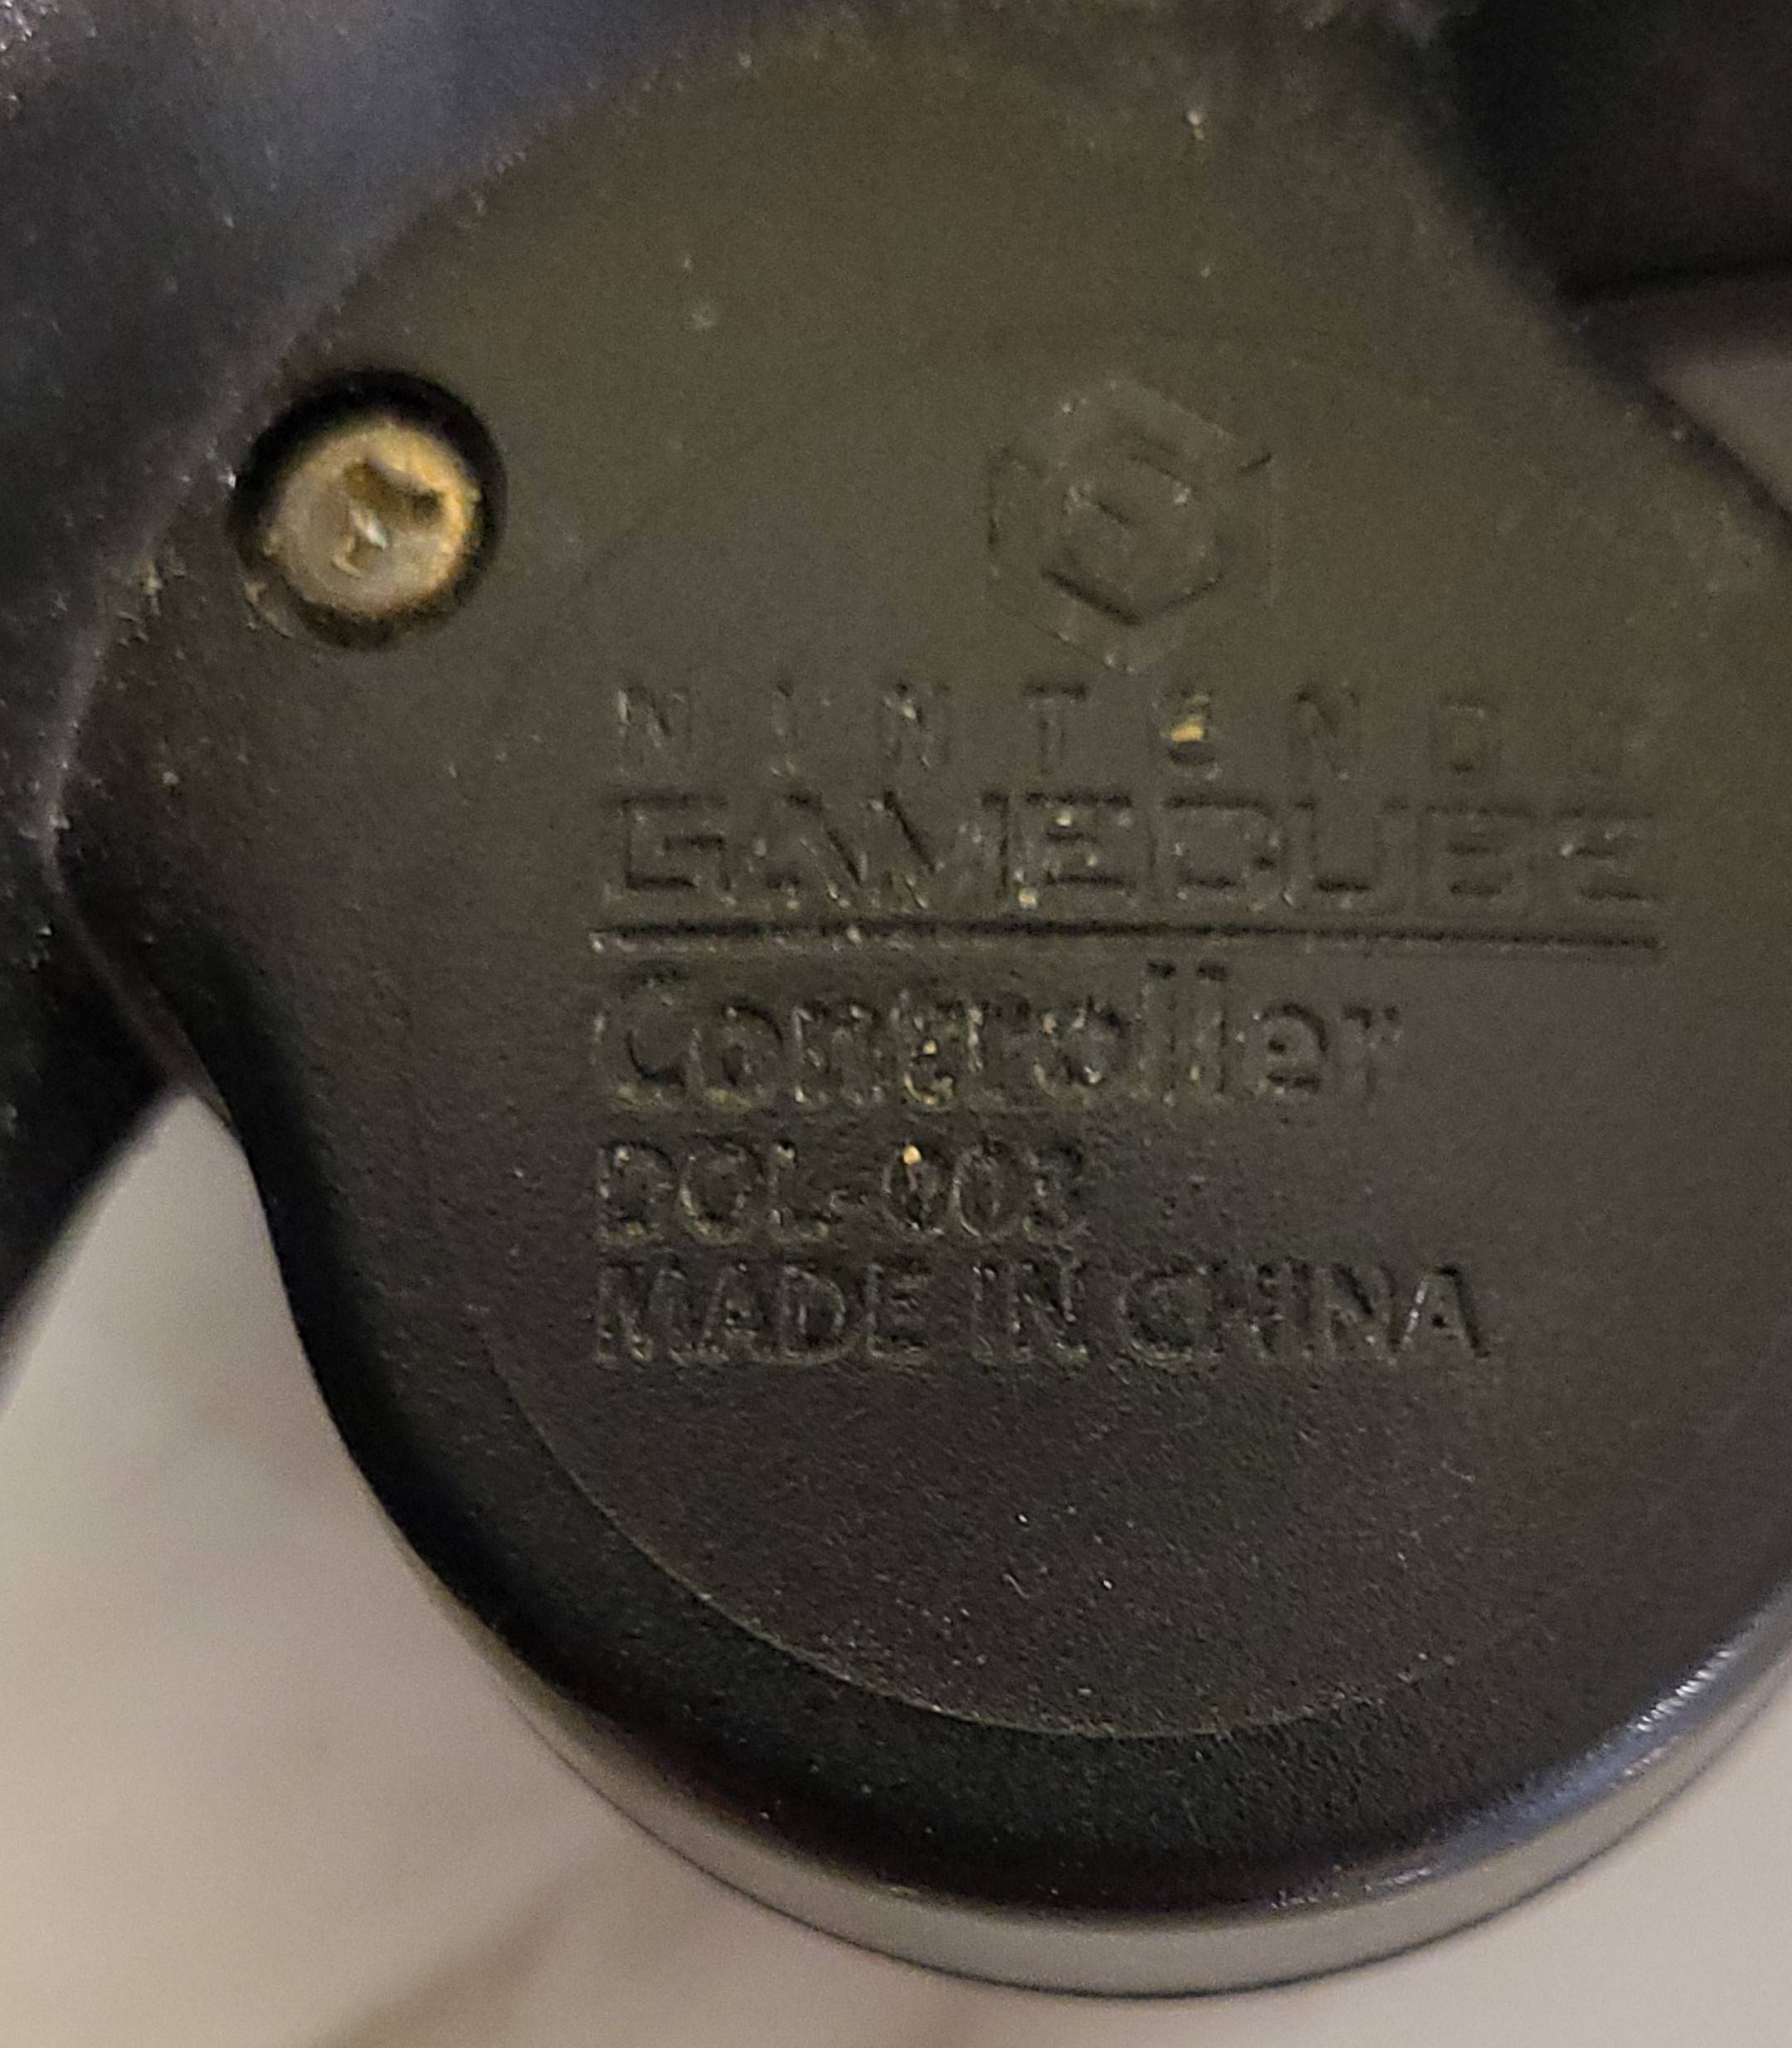 NINTENDO
GAMECUBE
Controller
DOL-003
MADE IN CHINA